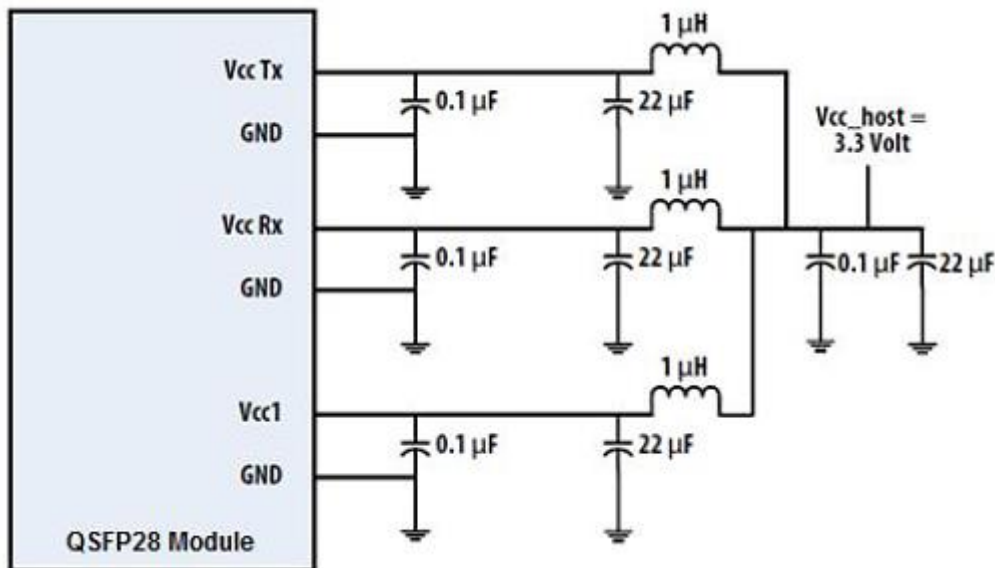 1 µH
Vcc Tx
0.1 µF
22 µF
GND
Vcc_host =
3.3 Volt
1 µH
Vcc Rx
0.1 µF
22 µF
0.1 µF
22 µF
GND
1 µH
Vcc1
0.1 µF
22 µF
GND
QSFP28 Module